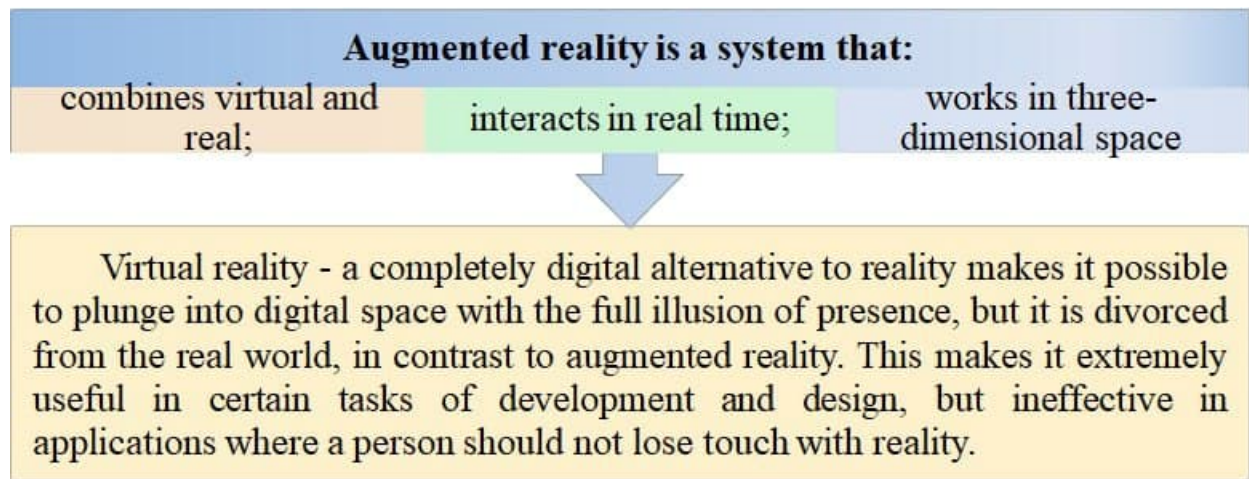 Augmented reality is a system that:
combines virtual and
real;
interacts in real time;
works in three-
dimensional space
Virtual reality - a completely digital alternative to reality makes it possible
to plunge into digital space with the full illusion of presence, but it is divorced
from the real world, in contrast to augmented reality. This makes it extremely
useful in certain tasks of development and design, but ineffective in
applications where a person should not lose touch with reality.